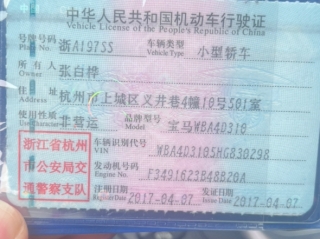 中华人民共和国机动车行驶证
Vehicle License of the People's Republic of China
号牌号码 浙A197SS 车辆类型 小型轿车
Plate No. Vehicle Type
所有人 张白桦
Owner
住址 杭州市上城区义井巷4幢10号501室
使用性质 非营运 品牌型号 宝马WBA4D310
Use Character
浙江省杭州
市公安局交
通警察支队
车辆识别代号 WBA4D3105HG830298
VIN
发动机号码 F3491623B48B20A
Engine No.
注册日期 2017-04-07 发证日期 2017-04-07
Register Date Issue Date